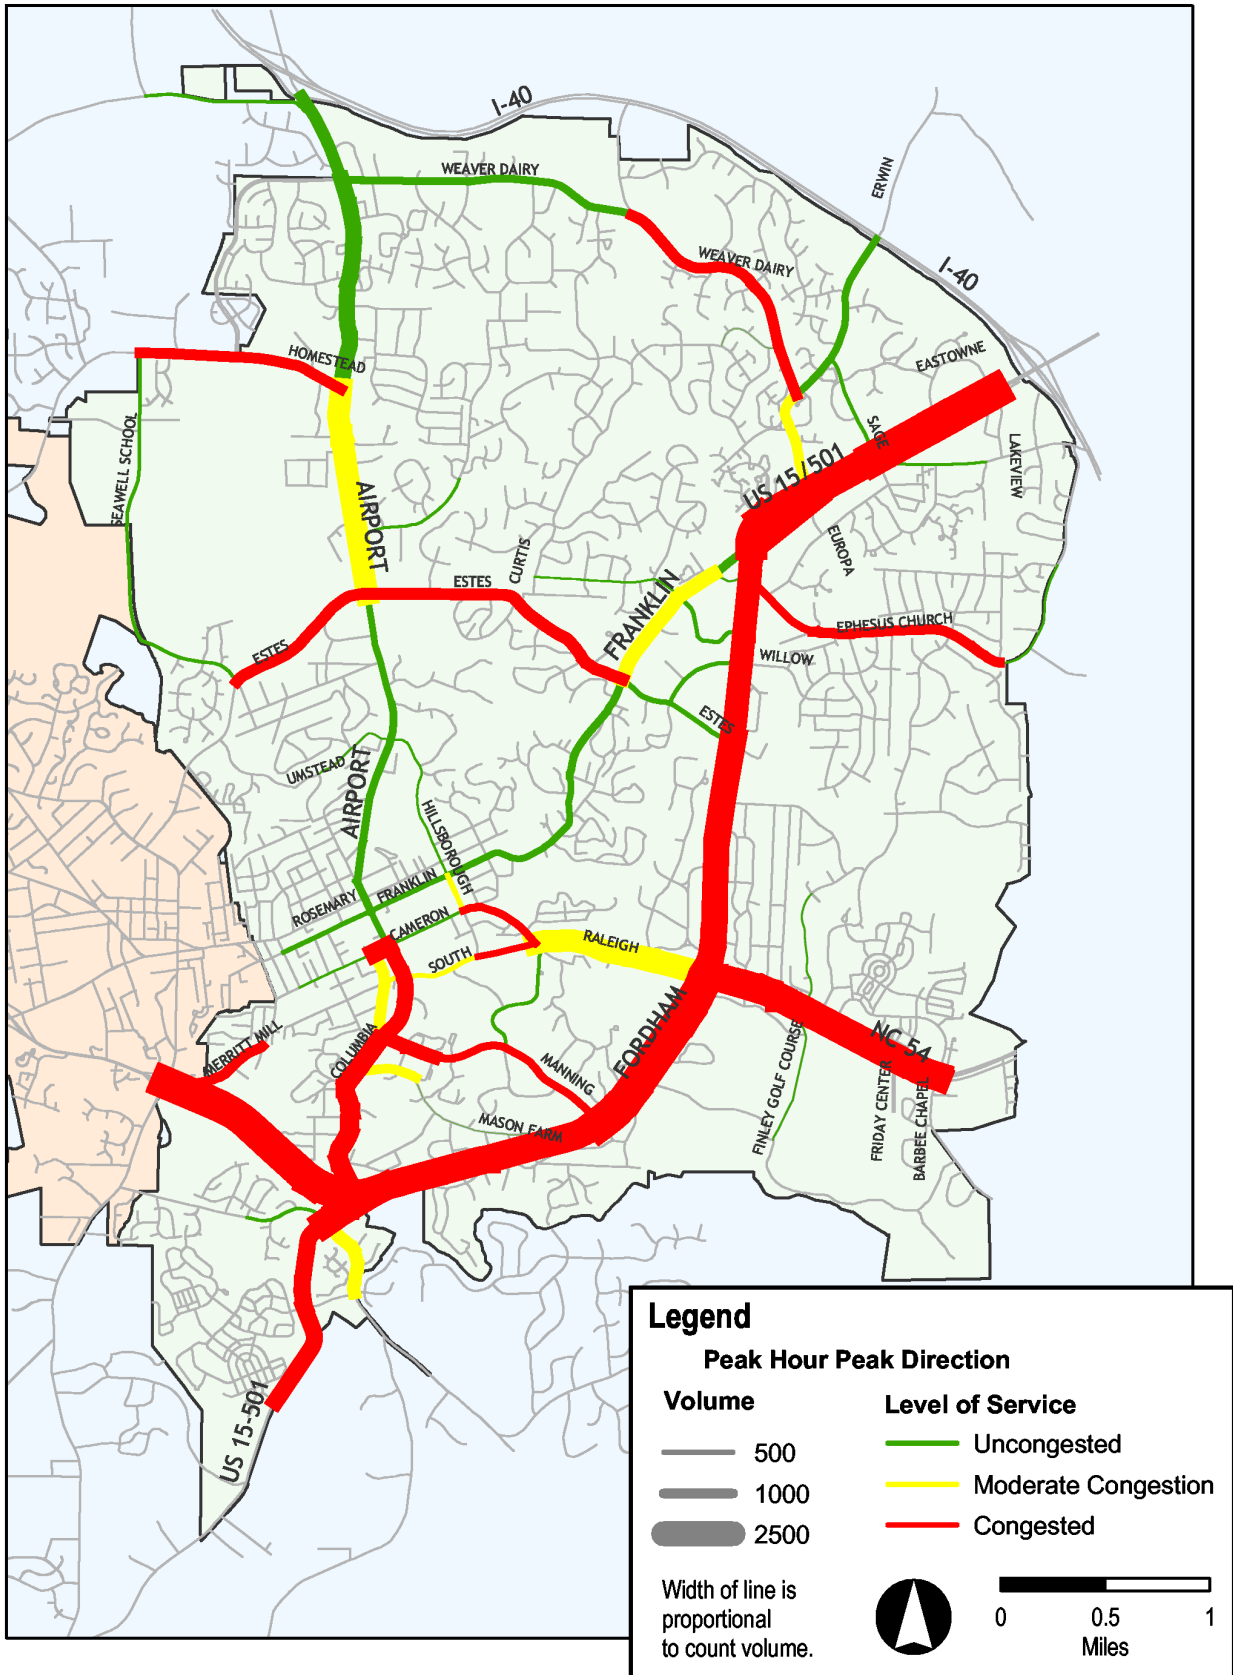 I-40
WEAVER DAIRY
ERWIN
WEAVER DAIRY
I-40
EASTOWNE
HOMESTEAD
SAGE
LAKEVIEW
SEAWELL SCHOOL
US 15/501
AIRPORT
EUROPA
CURTIS
ESTES
FRANKLIN
EPHESUS CHURCH
ESTES
WILLOW
ESTES
UMSTEAD
AIRPORT
HILLSBOROUGH
FRANKLIN
ROSEMARY
CAMERON
RALEIGH
SOUTH
FORDHAM
NC 54
MERRITT MILL
COLUMBIA
MANNING
FINLEY GOLF COURSE
FRIDAY CENTER
BARBEE CHAPEL
MASON FARM
US 15-501
Legend
Peak Hour Peak Direction
Volume
Level of Service
500
Uncongested
1000
Moderate Congestion
2500
Congested
Width of line is
proportional
to count volume.
0 0.5 1
Miles